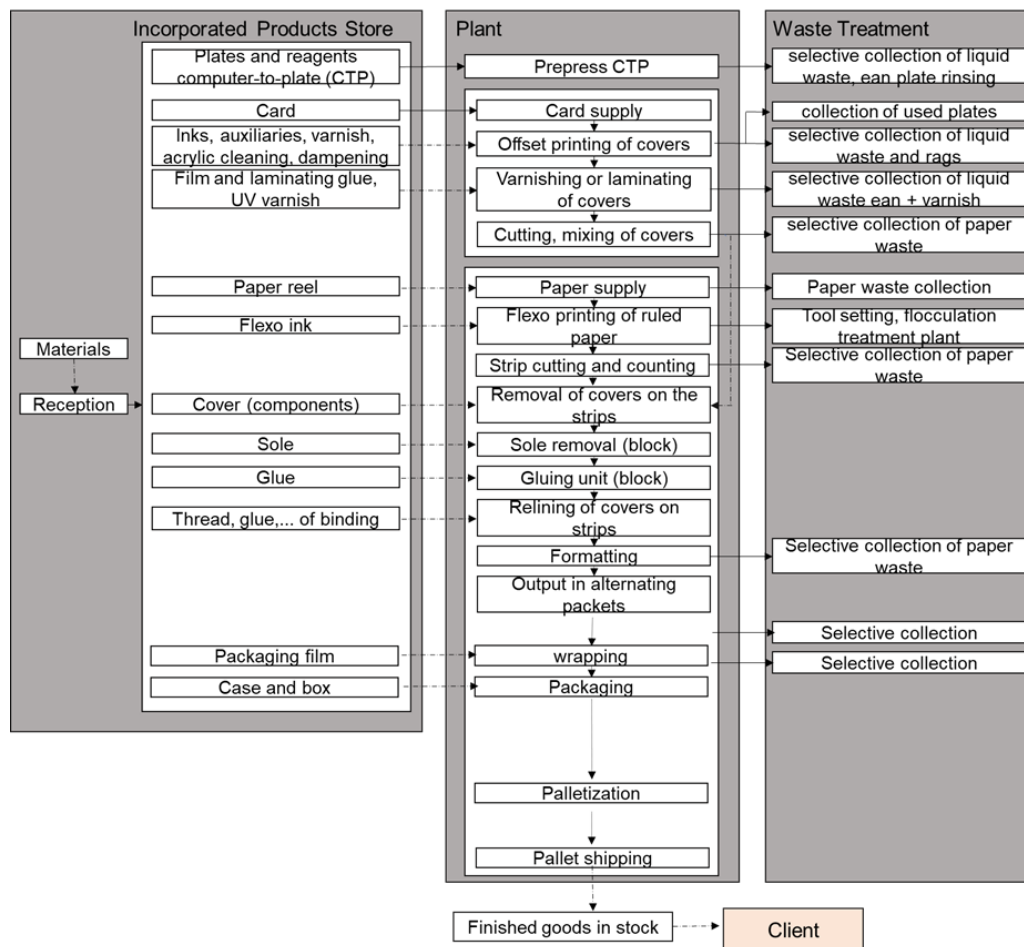 Incorporated Products Store
Plates and reagents
computer-to-plate (CTP)
Card
Inks, auxiliaries, varnish,
acrylic cleaning, dampening
Film and laminating glue,
UV varnish
Paper reel
Flexo ink
Materials
Reception
Cover (components)
Sole
Glue
Thread, glue,... of binding
Packaging film
Case and box
Plant
Prepress CTP
Card supply
Offset printing of covers
Varnishing or laminating
of covers
Cutting, mixing of covers
Paper supply
Flexo printing of ruled
paper
Strip cutting and counting
Removal of covers on the
strips
Sole removal (block)
Gluing unit (block)
Relining of covers on
strips
Formatting
Output in alternating
packets
wrapping
Packaging
Palletization
Pallet shipping
Finished goods in stock
Client
Waste Treatment
selective collection of liquid
waste, ean plate rinsing
collection of used plates
selective collection of liquid
waste and rags
selective collection of liquid
waste ean + varnish
selective collection of paper
waste
Paper waste collection
Tool setting, flocculation
treatment plant
Selective collection of paper
waste
Selective collection of paper
waste
Selective collection
Selective collection